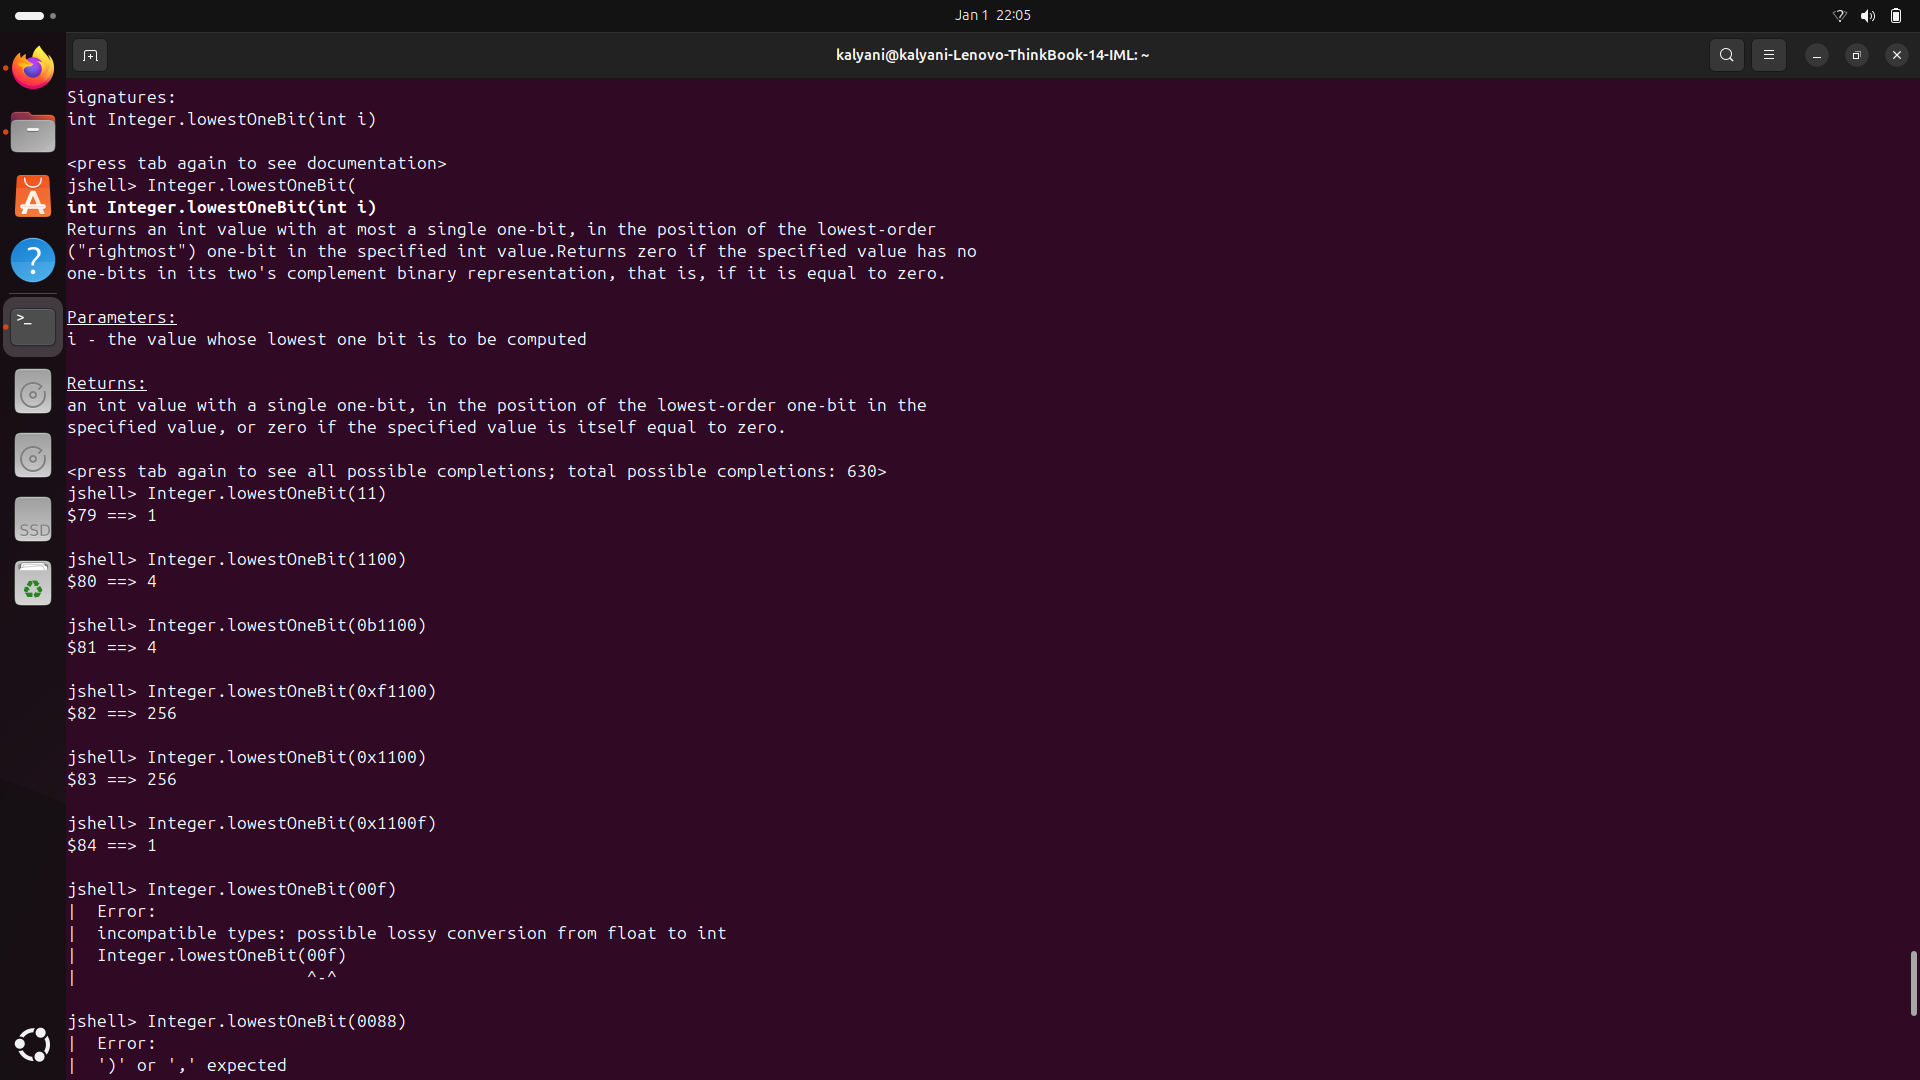 Jan 1 22:05
kalyani@kalyani-Lenovo-ThinkBook-14-IML: ~
Signatures:
int Integer.lowestOneBit(int i)
<press tab again to see documentation>
jshell> Integer.lowestOneBit(
int Integer.lowestOneBit(int i)
Returns an int value with at most a single one-bit, in the position of the lowest-order
("rightmost") one-bit in the specified int value.Returns zero if the specified value has no
one-bits in its two's complement binary representation, that is, if it is equal to zero.
Parameters:
i - the value whose lowest one bit is to be computed
Returns:
an int value with a single one-bit, in the position of the lowest-order one-bit in the
specified value, or zero if the specified value is itself equal to zero.
<press tab again to see all possible completions; total possible completions: 630>
jshell> Integer.lowestOneBit(11)
$79 ==> 1
jshell> Integer.lowestOneBit(1100)
$80 ==> 4
jshell> Integer.lowestOneBit(0b1100)
$81 ==> 4
jshell> Integer.lowestOneBit(0xf1100)
$82 ==> 256
jshell> Integer.lowestOneBit(0x1100)
$83 ==> 256
jshell> Integer.lowestOneBit(0x1100f)
$84 ==> 1
jshell> Integer.lowestOneBit(00f)
|  Error:
|  incompatible types: possible lossy conversion from float to int
|  Integer.lowestOneBit(00f)
|                       ^-^
jshell> Integer.lowestOneBit(0088)
|  Error:
|  ')' or ',' expected
>_
SSD